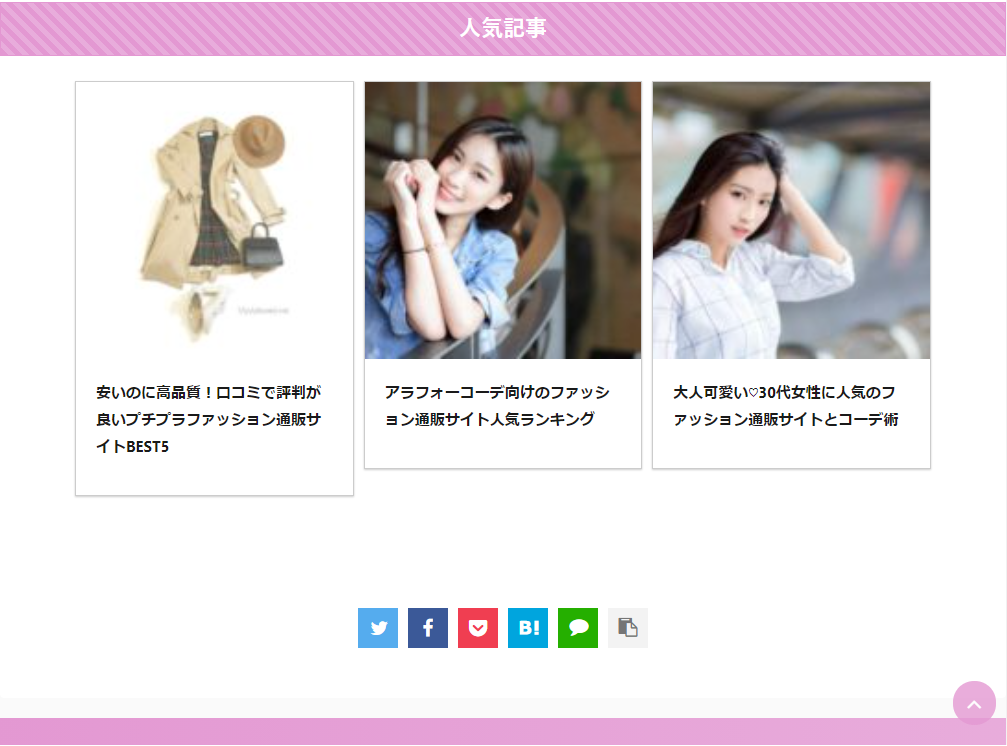 人気記事
安いのに高品質！口コミで評判が
良いプチプラファッション通販サ
イトBEST5
アラフォーコーデ向けのファッシ
ョン通販サイト人気ランキング
大人可愛い♡30代女性に人気のフ
ァッション通販サイトとコーデ術
B!